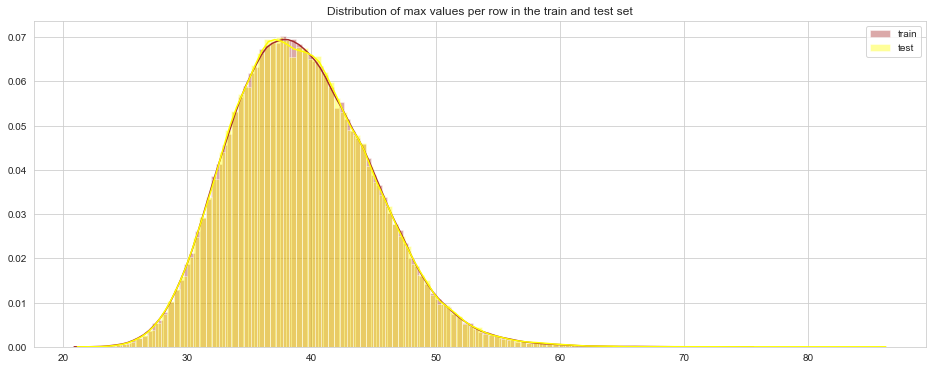 Distribution of max values per row in the train and test set
train
test
0.07
0.06
0.05
0.04
0.03
0.02
0.01
0.00
20 30 40 50 60 70 80